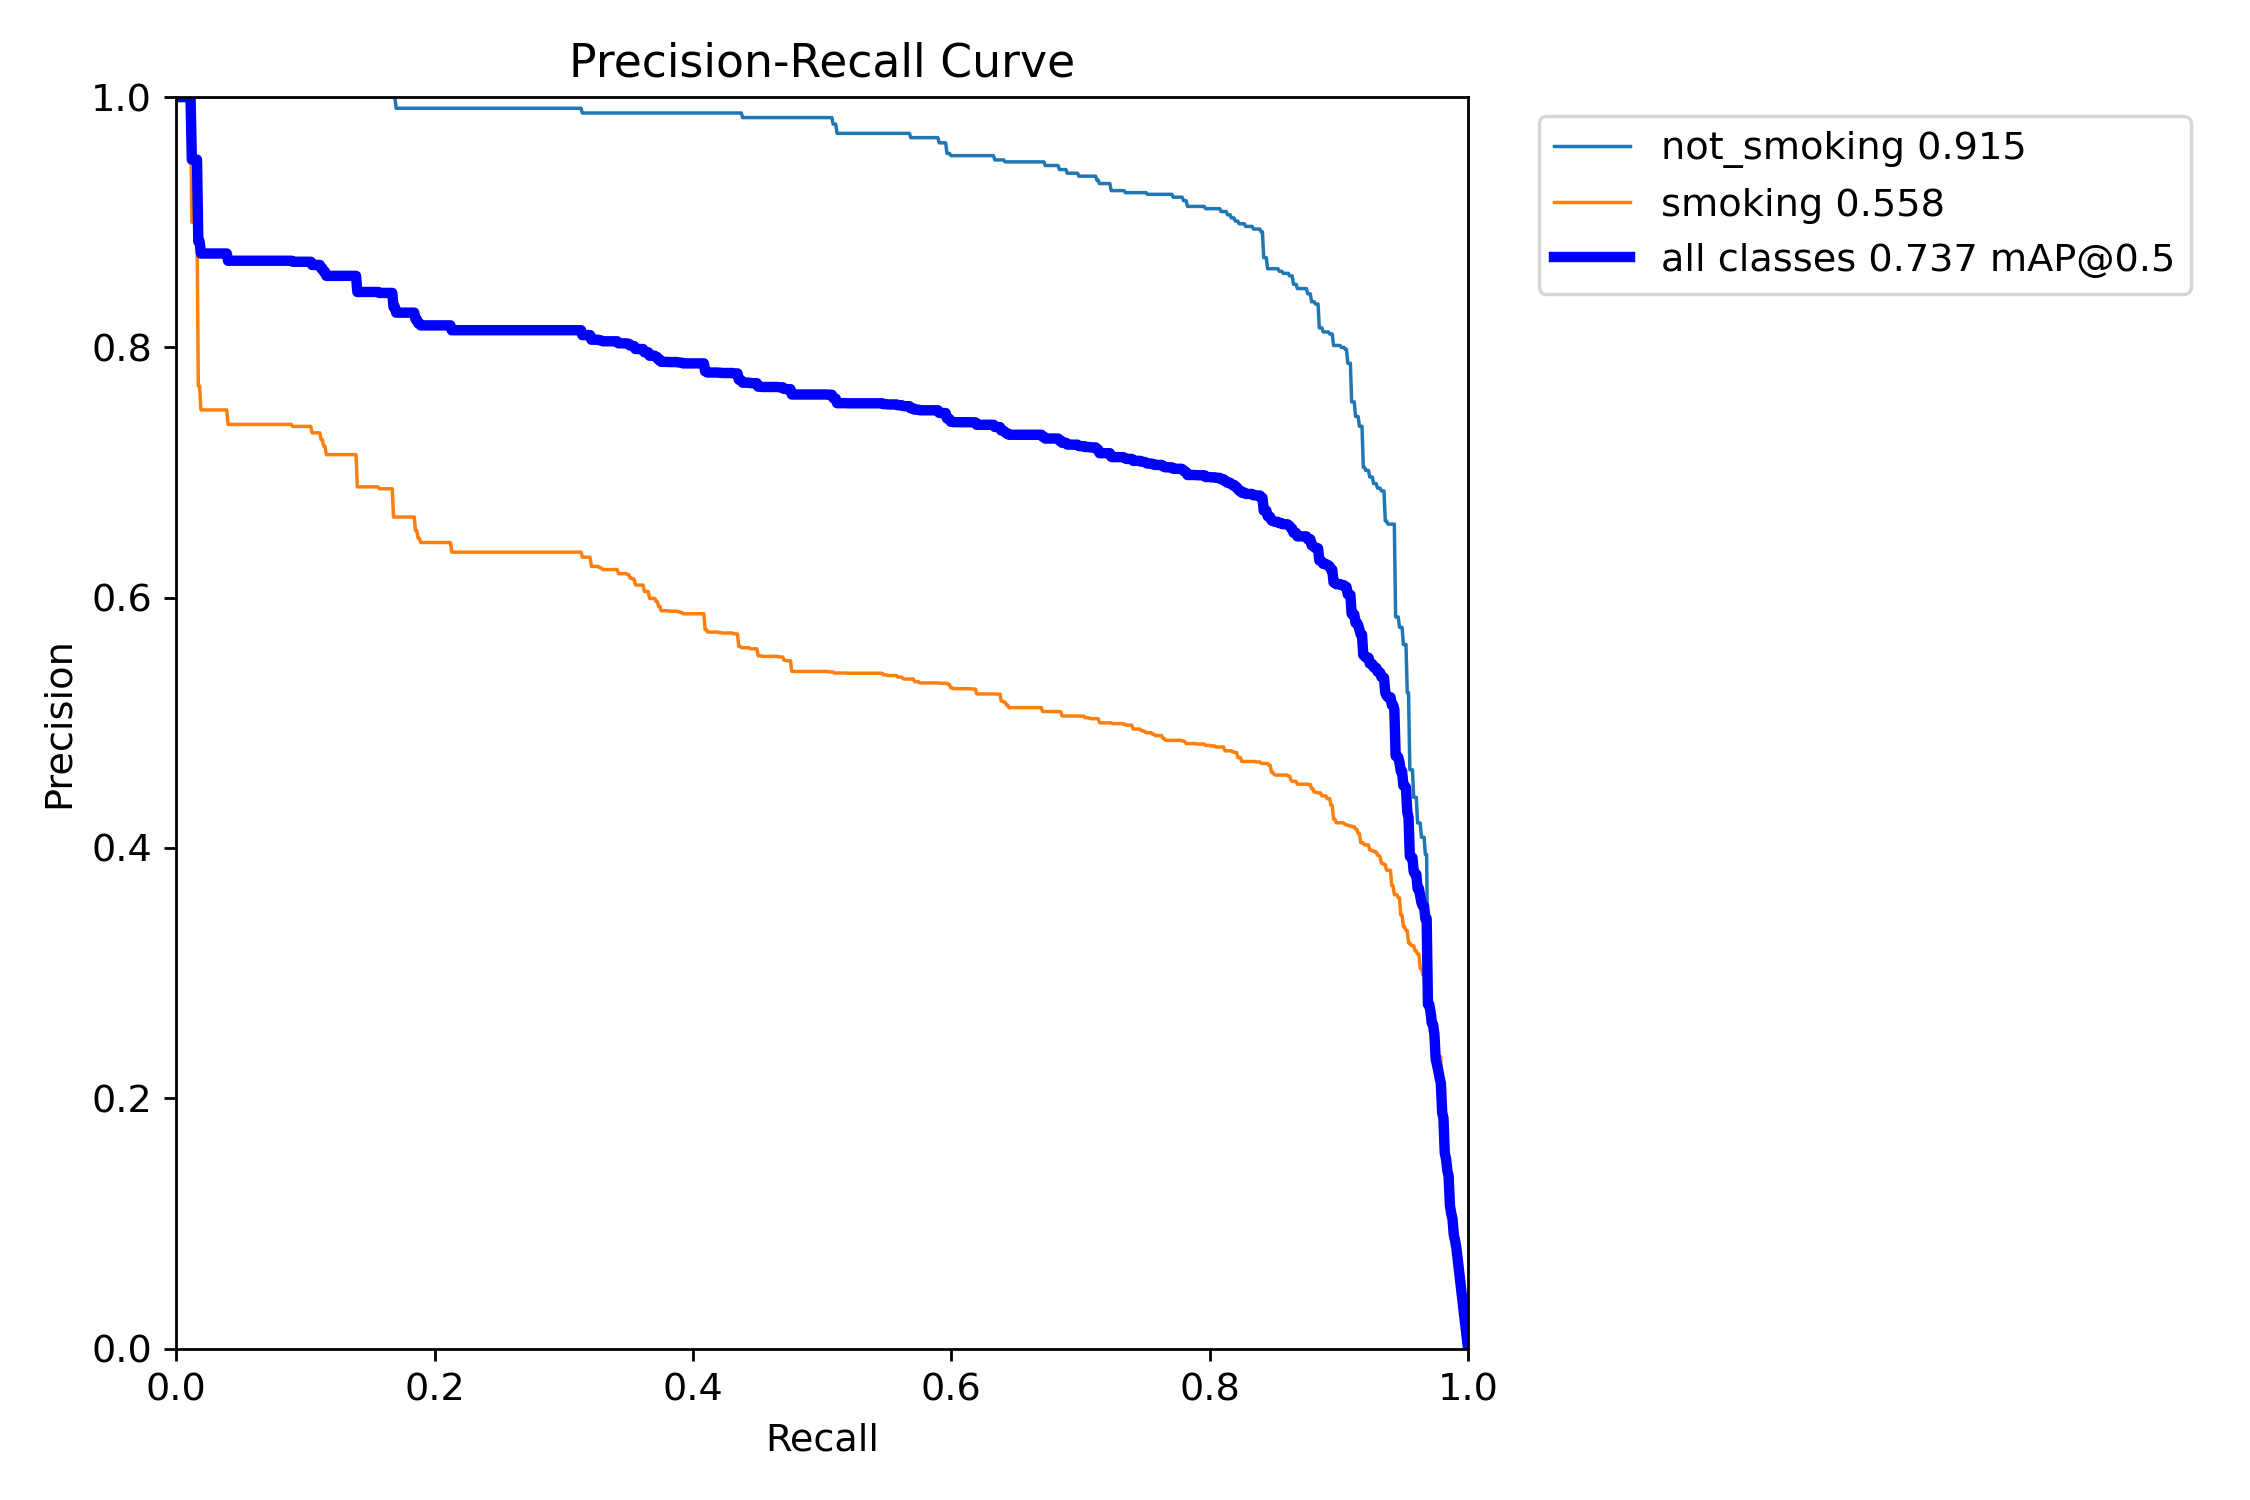 Precision-Recall Curve
1.0
0.8
0.6
0.4
0.2
0.0
Precision
0.0 0.2 0.4 0.6 0.8 1.0
Recall
not_smoking 0.915
smoking 0.558
all classes 0.737 mAP@0.5